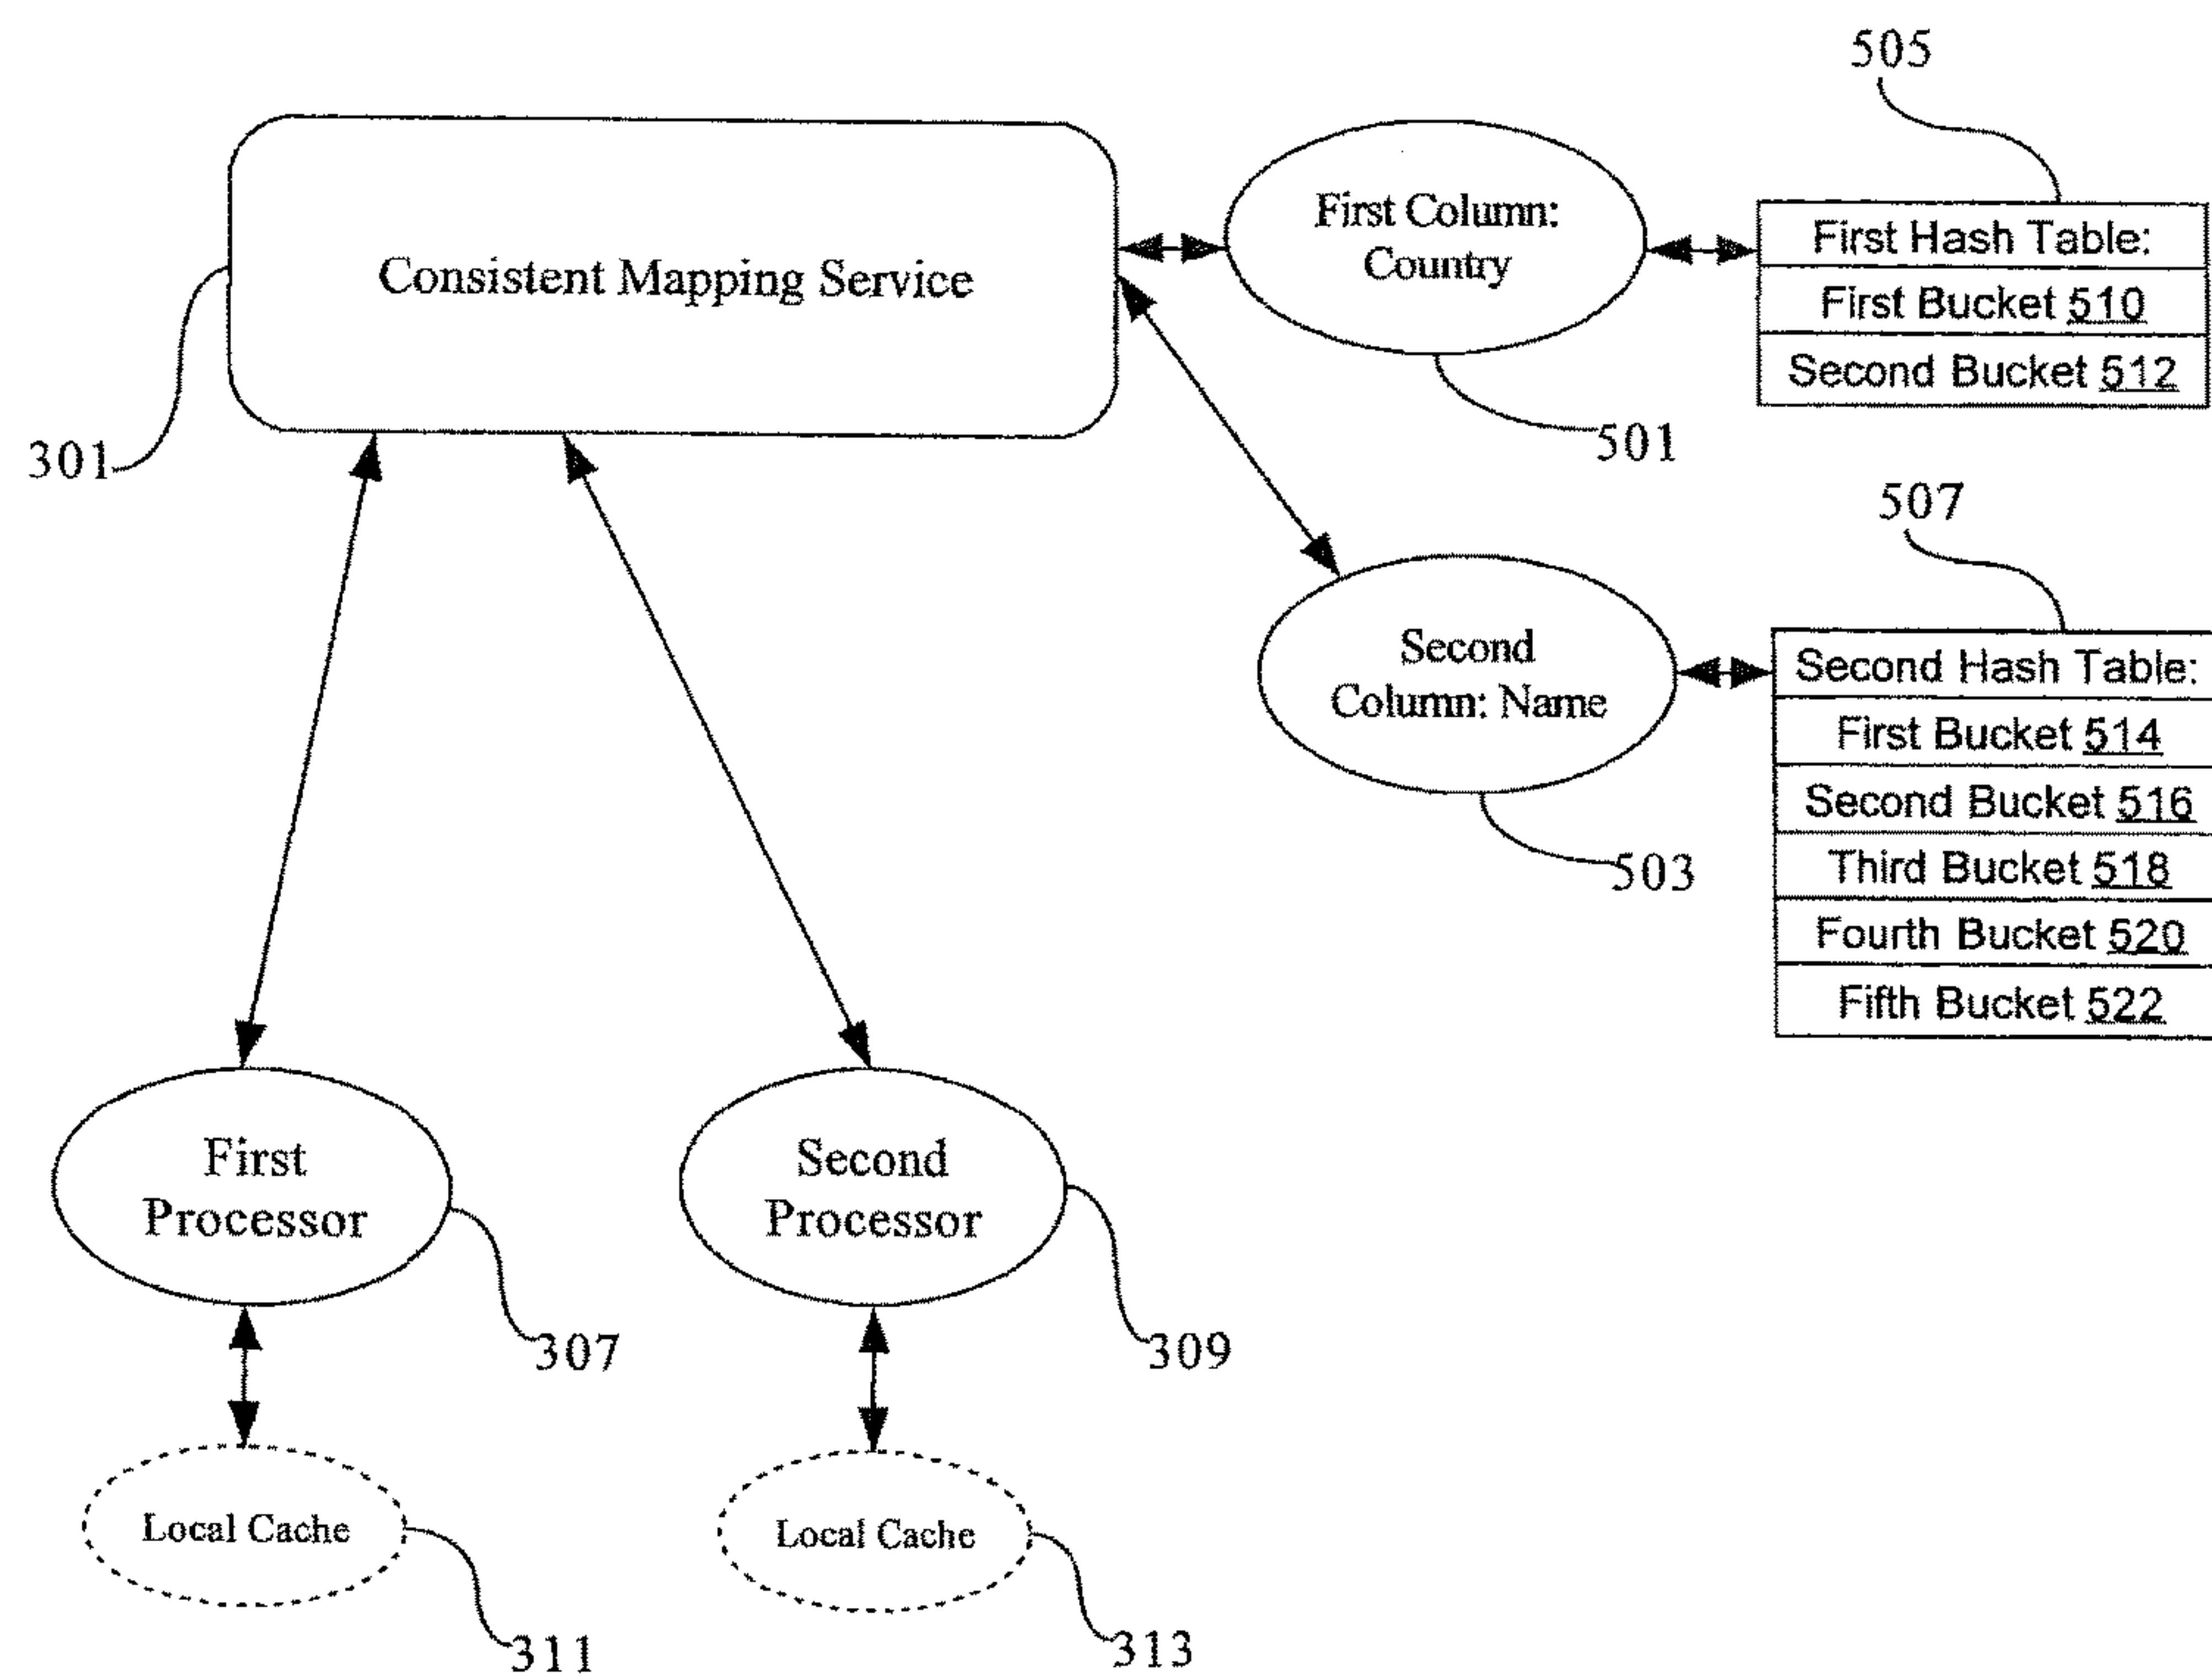 505
First Column:
Country
First Hash Table:
First Bucket 510
Second Bucket 512
Consistent Mapping Service
301
501
507
Second
Column: Name
Second Hash Table:
First Bucket 514
Second Bucket 516
Third Bucket 518
Fourth Bucket 520
Fifth Bucket 522
503
First
Processor
307
Second
Processor
309
Local Cache
311
Local Cache
313